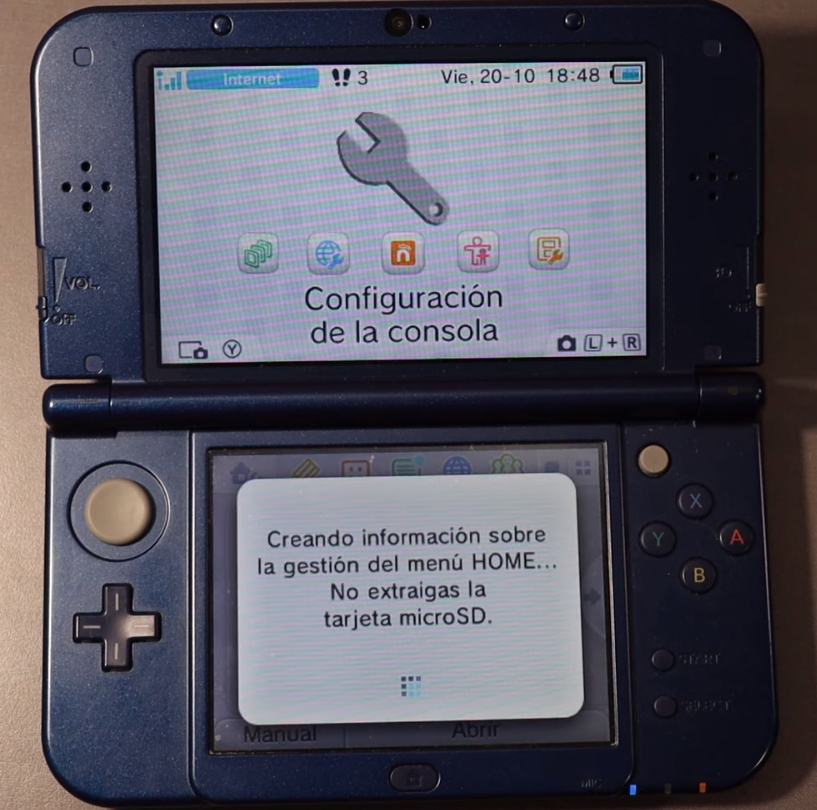 Internet 3 Vie, 20-10 18:48
Configuración
de la consola
Y L + R
VOL
OFF
Creando información sobre
la gestión del menú HOME...
No extraigas la
tarjeta microSD.
Manual Abrir
X
Y A
B
START
SELECT
MIC